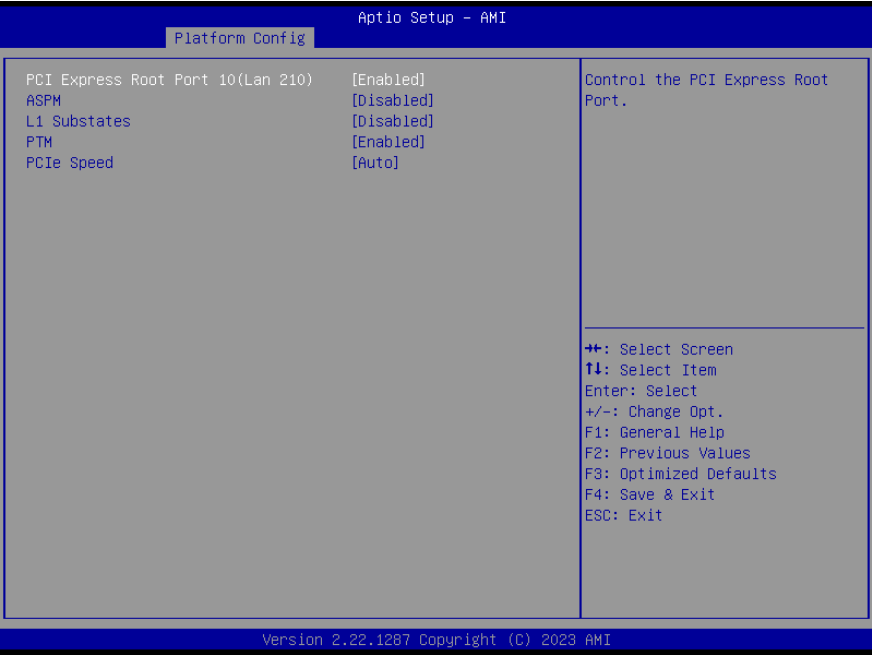 Aptio Setup – AMI
Platform Config
PCI Express Root Port 10(Lan 210) [Enabled]
ASPM [Disabled]
L1 Substates [Disabled]
PTM [Enabled]
PCIe Speed [Auto]
Control the PCI Express Root
Port.
→←: Select Screen
↑↓: Select Item
Enter: Select
+/-: Change Opt.
F1: General Help
F2: Previous Values
F3: Optimized Defaults
F4: Save & Exit
ESC: Exit
Version 2.22.1287 Copyright (C) 2023 AMI